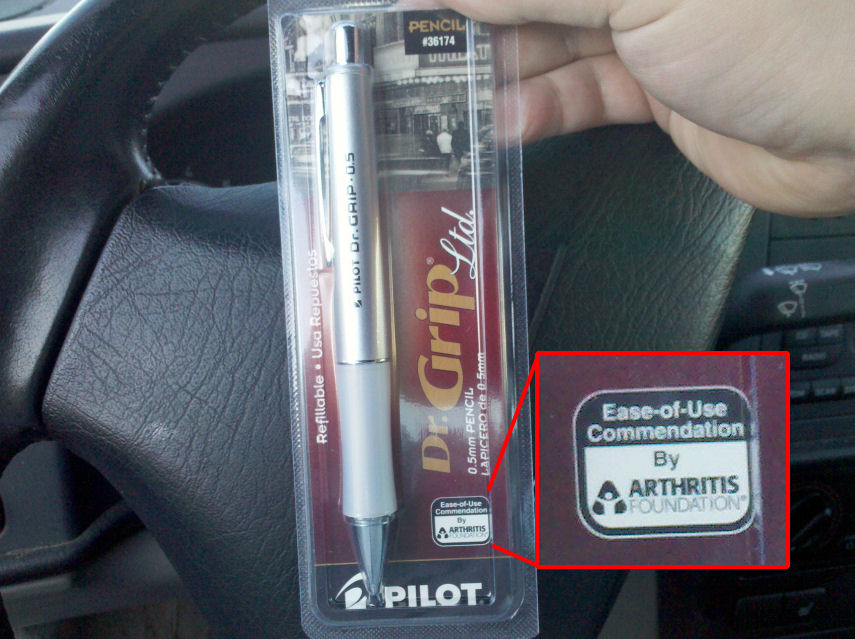 PENCIL
#36174
PILOT Dr. GRIP · 0.5
Refillable • Usa Repuestos
Dr. Grip® Ltd.
0.5mm PENCIL
LAPICERO de 0.5mm
Ease-of-Use
Commendation
By
ARTHRITIS
FOUNDATION
PILOT
Ease-of-Use
Commendation
By
ARTHRITIS
FOUNDATION®